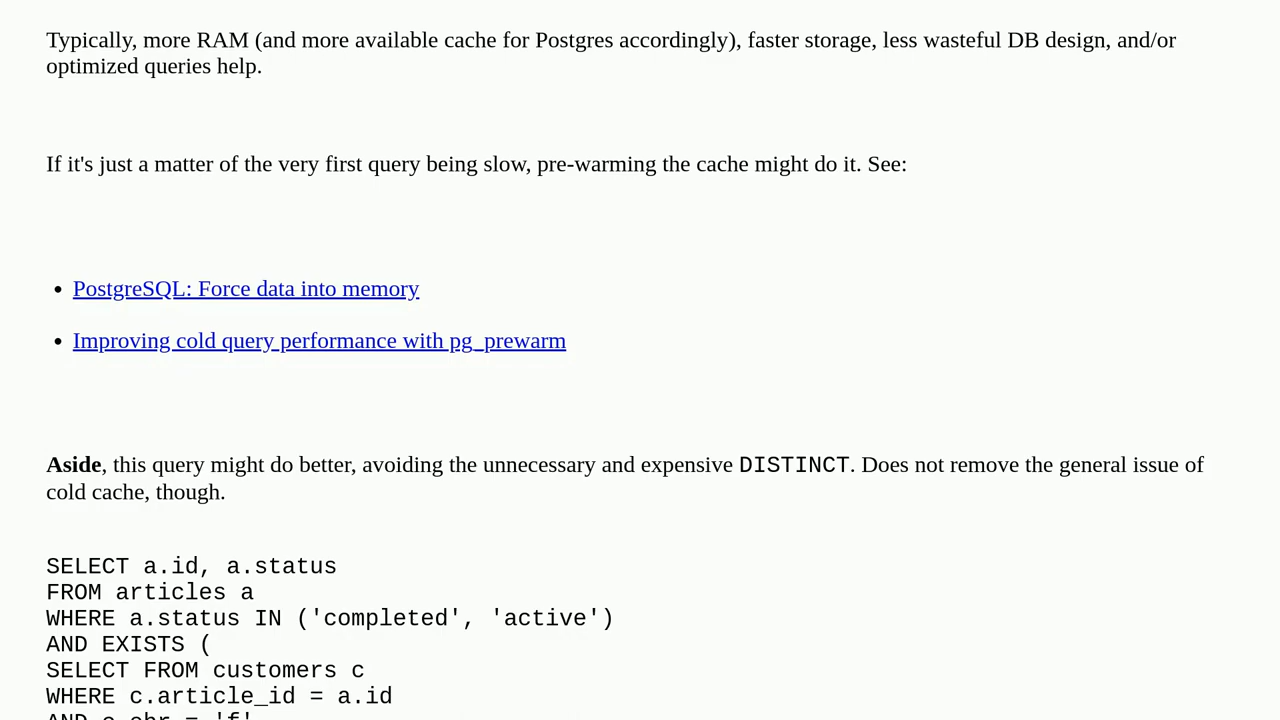 Typically, more RAM (and more available cache for Postgres accordingly), faster storage, less wasteful DB design, and/or
optimized queries help.
If it's just a matter of the very first query being slow, pre-warming the cache might do it. See:
• PostgreSQL: Force data into memory
• Improving cold query performance with pg_prewarm
Aside, this query might do better, avoiding the unnecessary and expensive DISTINCT. Does not remove the general issue of
cold cache, though.
SELECT a.id, a.status
FROM articles a
WHERE a.status IN ('completed', 'active')
AND EXISTS (
SELECT FROM customers c
WHERE c.article_id = a.id
AND c.obr = 'f'